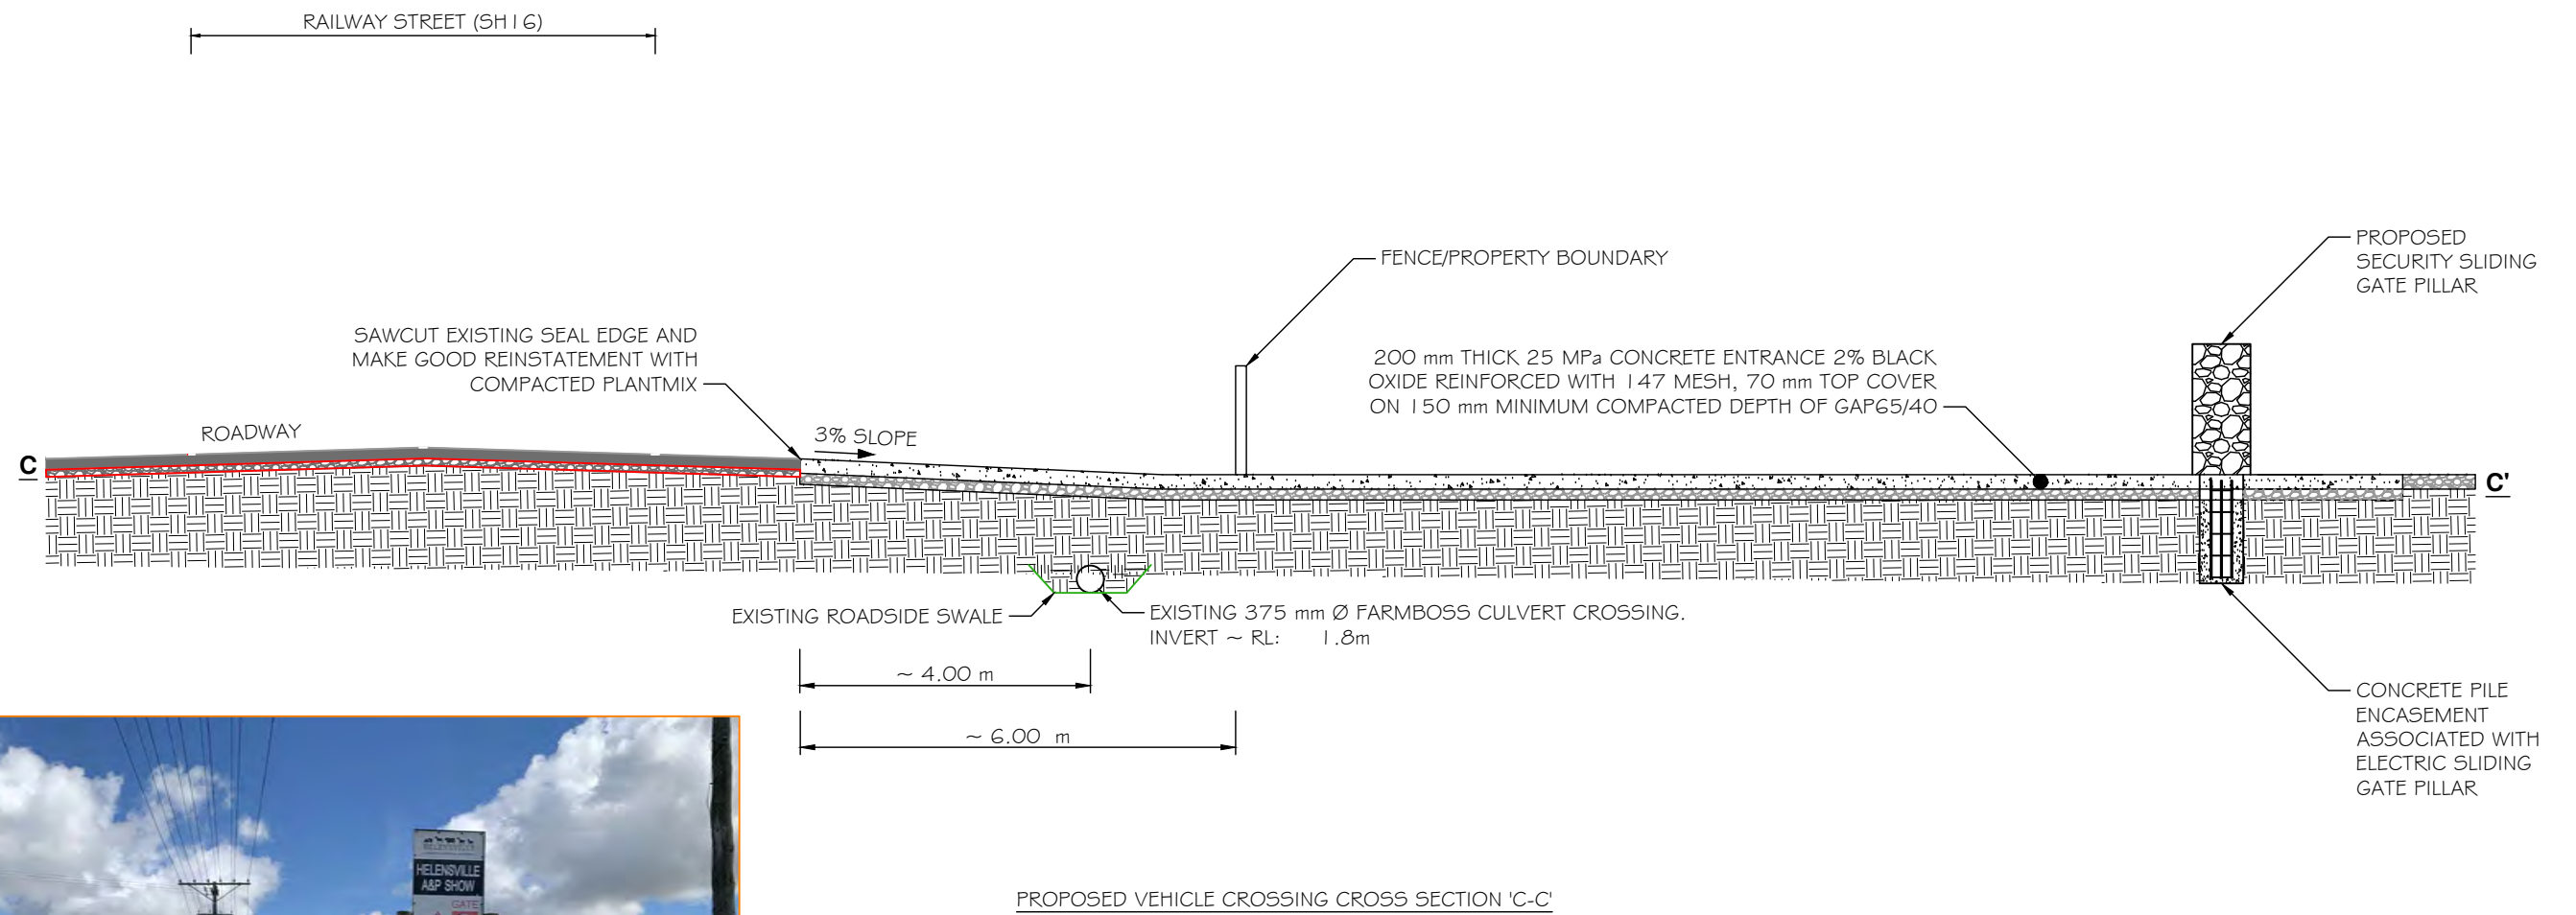 RAILWAY STREET (SH16)
PROPOSED
SECURITY SLIDING
GATE PILLAR
FENCE/PROPERTY BOUNDARY
SAWCUT EXISTING SEAL EDGE AND
MAKE GOOD REINSTATEMENT WITH
COMPACTED PLANTMIX
200 mm THICK 25 MPa CONCRETE ENTRANCE 2% BLACK
OXIDE REINFORCED WITH 147 MESH, 70 mm TOP COVER
ON 150 mm MINIMUM COMPACTED DEPTH OF GAP65/40
ROADWAY
3% SLOPE
C
C'
EXISTING ROADSIDE SWALE
EXISTING 375 mm Ø FARMBOSS CULVERT CROSSING.
INVERT ~ RL: 1.8m
~ 4.00 m
~ 6.00 m
CONCRETE PILE
ENCASEMENT
ASSOCIATED WITH
ELECTRIC SLIDING
GATE PILLAR
HELENSVILLE
HELENSVILLE
A&P SHOW
GATE
PROPOSED VEHICLE CROSSING CROSS SECTION 'C-C'